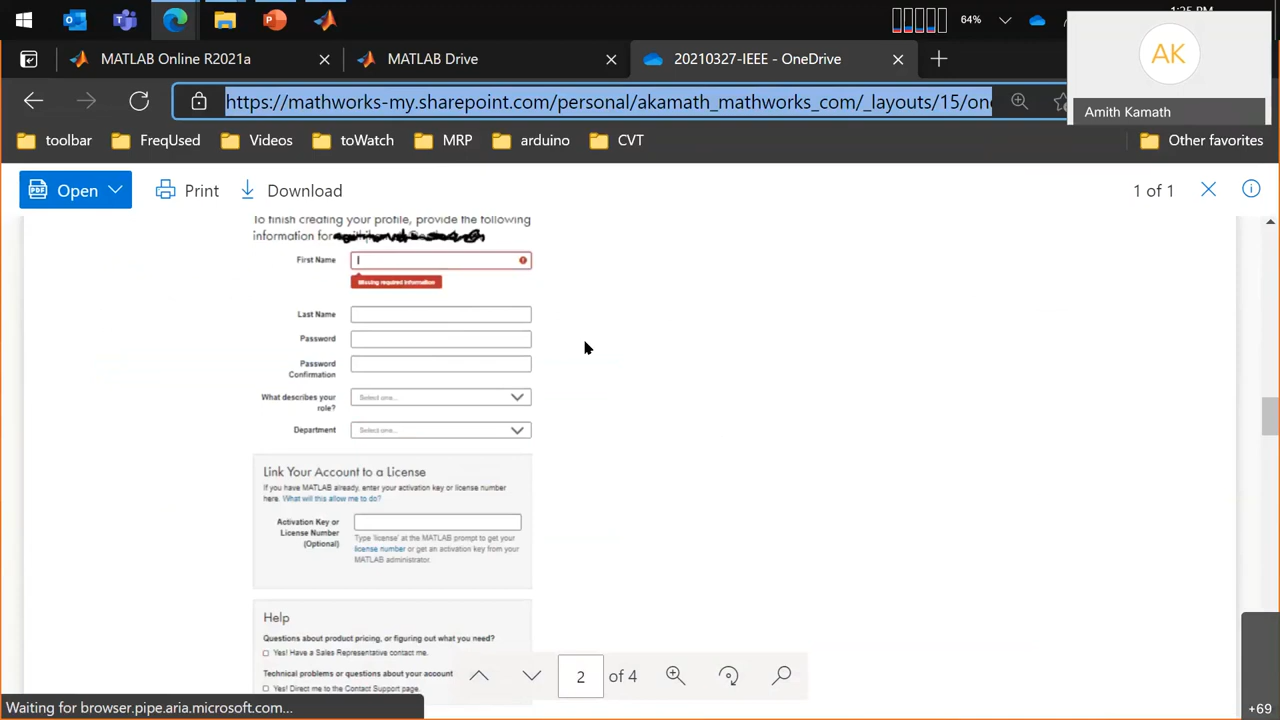 64%
1:25 PM
MATLAB Online R2021a
MATLAB Driv
20210327-IEEE - OneDrive
AK
Amith Kamath
https://mathworks-my.sharepoint.com/personal/akamath_mathworks_com/_layouts/15/one
toolbar
FreqUsed
Videos
toWatch
MRP
arduino
CVT
Other favorites
PDF
Open
Print
Download
1 of 1
To finish creating your profile, provide the following
information for
First Name
Missing required information
Last Name
Password
Password
Confirmation
What describes your
role?
Select one...
Department
Select one...
Link Your Account to a License
If you have MATLAB already, enter your activation key or license number
here. What will this allow me to do?
Activation Key or
License Number
(Optional)
Type 'license' at the MATLAB prompt to get your
license number or get an activation key from your
MATLAB administrator.
Help
Questions about product pricing, or figuring out what you need?
Yes! Have a Sales Representative contact me.
Technical problems or questions about your account
Yes! Direct me to the Contact Support page.
2 of 4
Waiting for browser.pipe.aria.microsoft.com...
+69